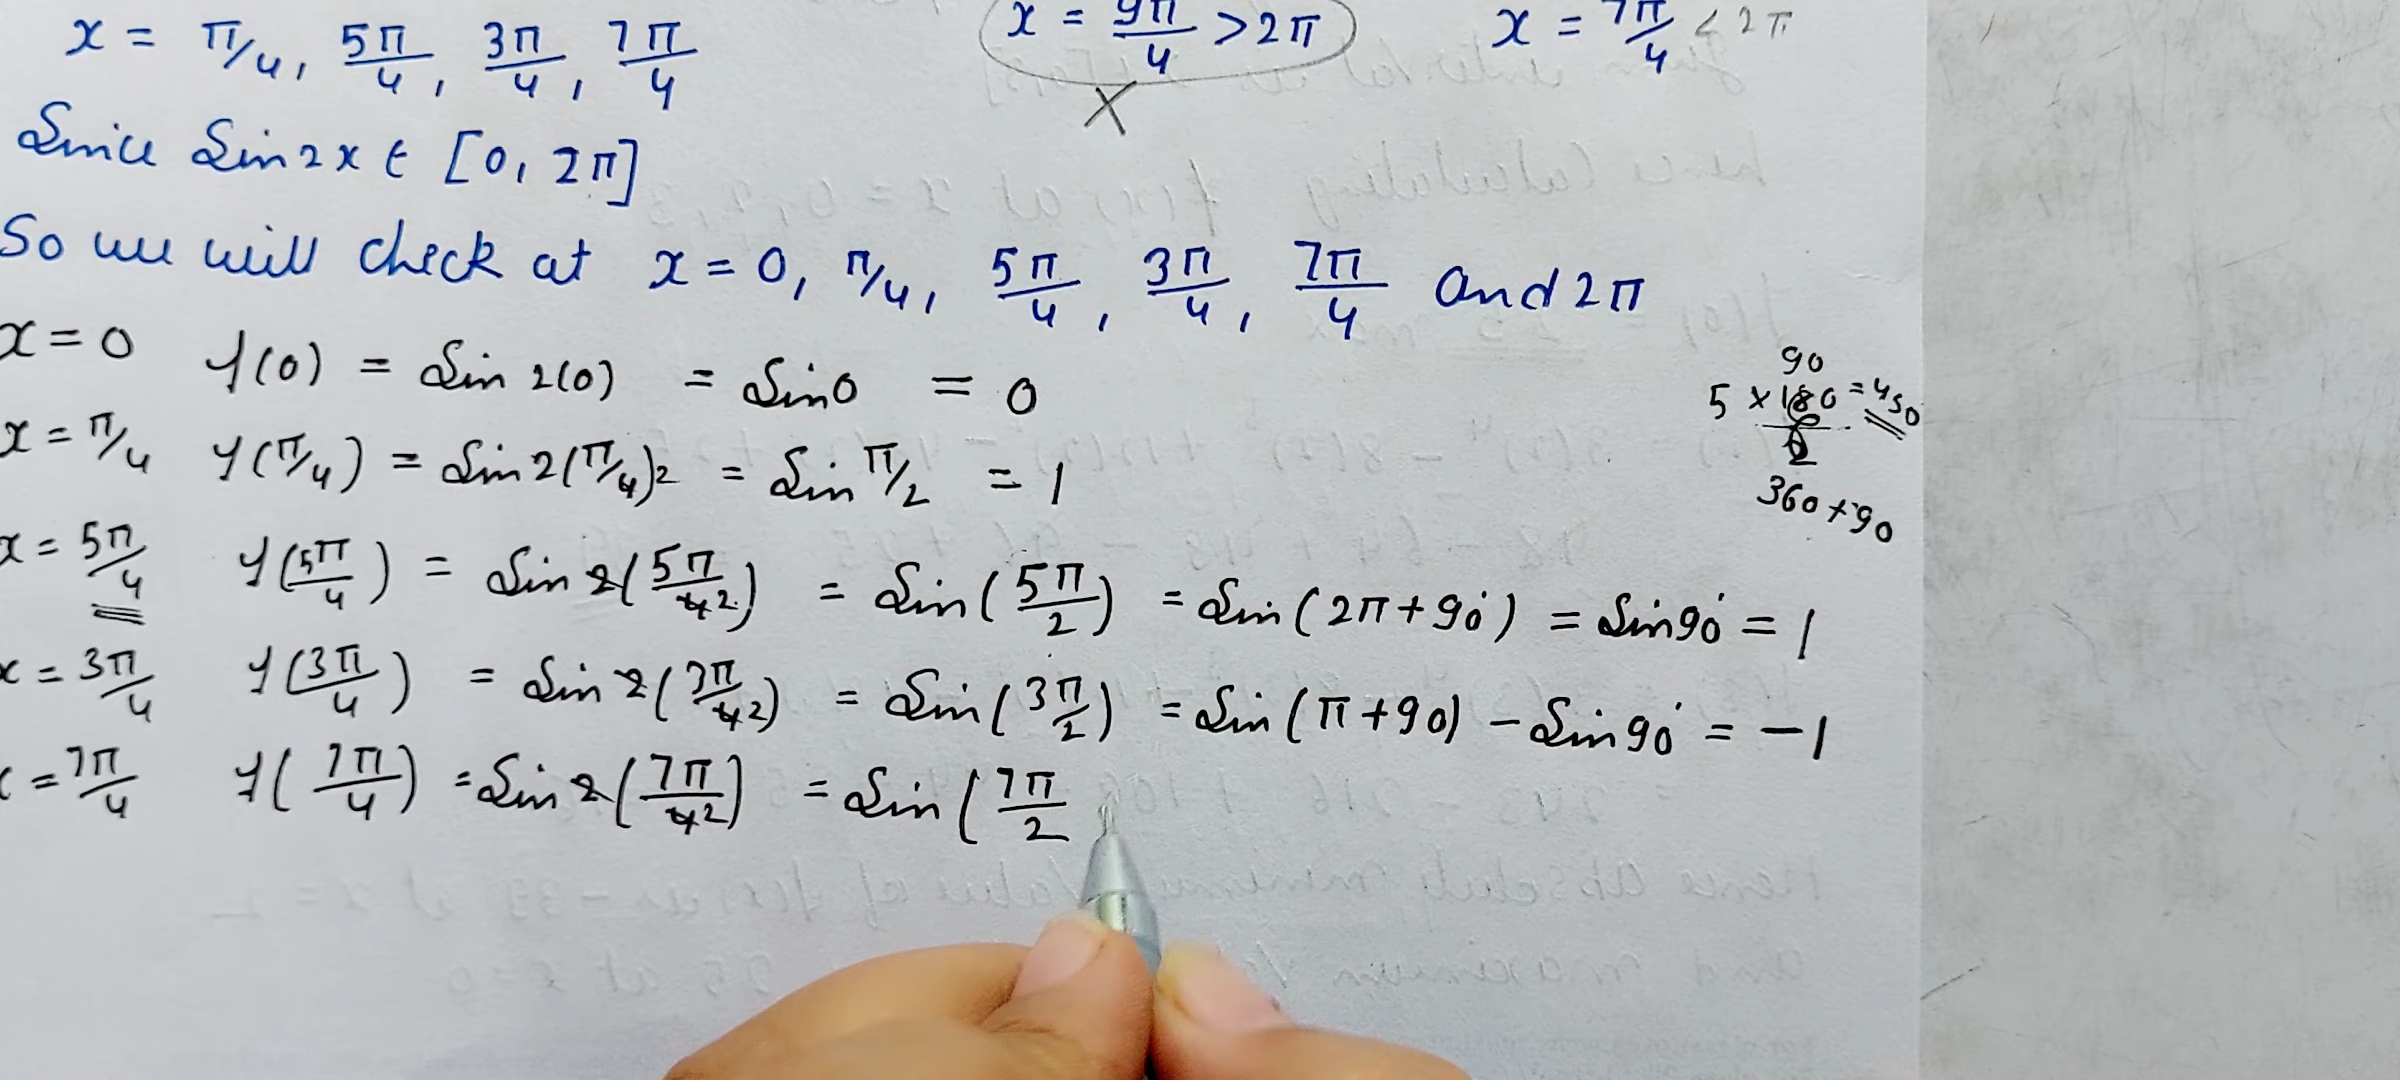 x = π/4, 5π/4, 3π/4, 7π/4
x = 9π/4 > 2π
x = 7π/4 < 2π
X
Since Sin2x ∈ [0, 2π]
So we will check at x = 0, π/4, 5π/4, 3π/4, 7π/4 and 2π
x = 0 f(0) = Sin 2(0) = Sin0 = 0
90
5 × 180 = 450
2
360 + 90
x = π/4 f(π/4) = Sin 2(π/4)2 = Sin π/2 = 1
x = 5π/4 f(5π/4) = Sin 2(5π/4 2) = Sin(5π/2) = Sin(2π + 90°) = Sin90° = 1
x = 3π/4 f(3π/4) = Sin 2(3π/4 2) = Sin(3π/2) = Sin(π + 90) - Sin90° = -1
x = 7π/4 f(7π/4) = Sin 2(7π/4 2) = Sin(7π/2